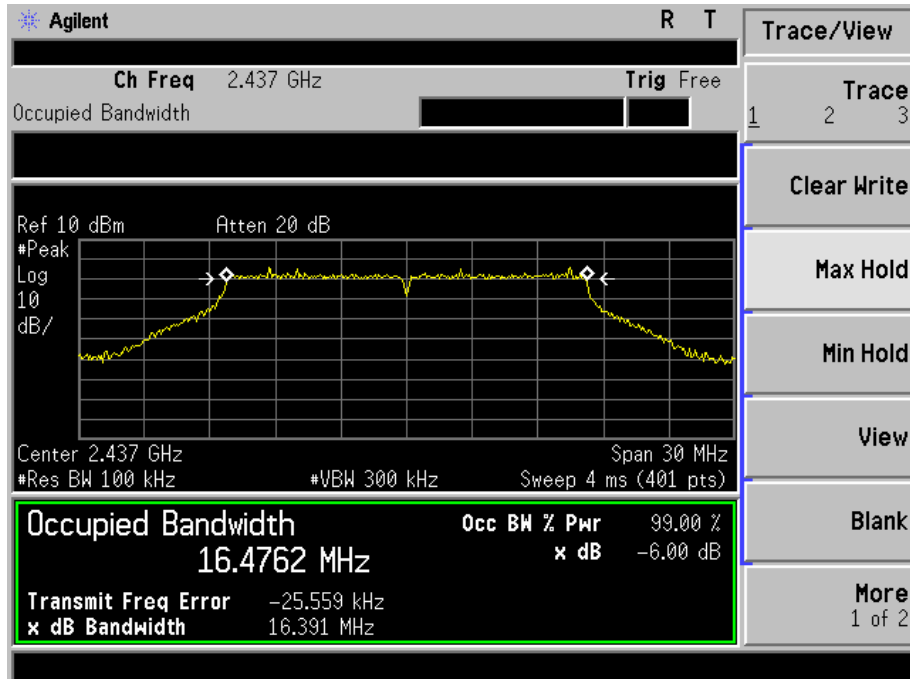 Agilent R T
Ch Freq 2.437 GHz Trig Free
Occupied Bandwidth
Ref 10 dBm Atten 20 dB
#Peak
Log
10
dB/
Center 2.437 GHz Span 30 MHz
#Res BW 100 kHz #VBW 300 kHz Sweep 4 ms (401 pts)
Occupied Bandwidth
16.4762 MHz
Occ BW % Pwr 99.00 %
x dB -6.00 dB
Transmit Freq Error -25.559 kHz
x dB Bandwidth 16.391 MHz
Trace/View
Trace
1 2 3
Clear Write
Max Hold
Min Hold
View
Blank
More
1 of 2